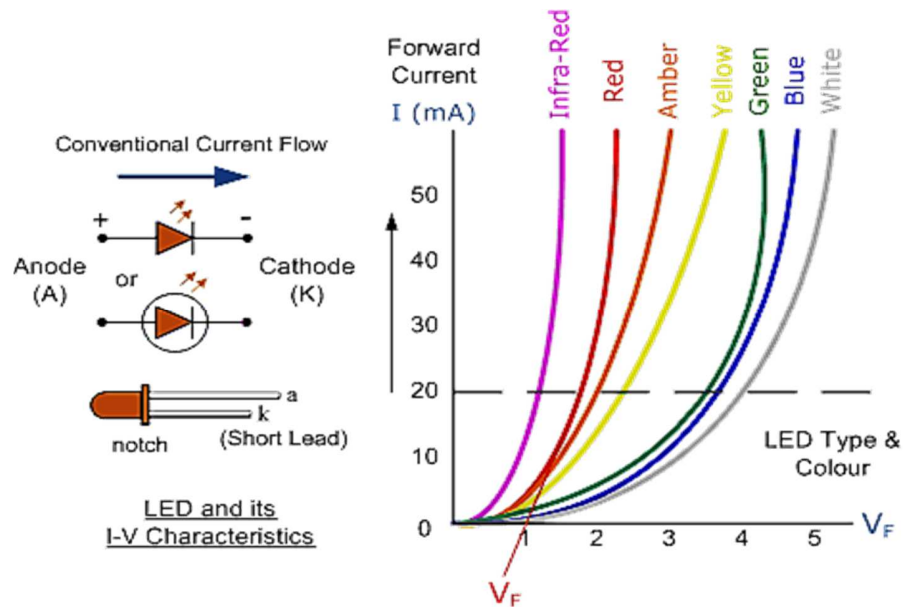 Conventional Current Flow
+
-
Anode
(A)
or
Cathode
(K)
a
k
notch
(Short Lead)
LED and its
I-V Characteristics
Forward
Current
I (mA)
Infra-Red
Red
Amber
Yellow
Green
Blue
White
50
40
30
20
10
0
LED Type &
Colour
1
2
3
4
5
VF
VF